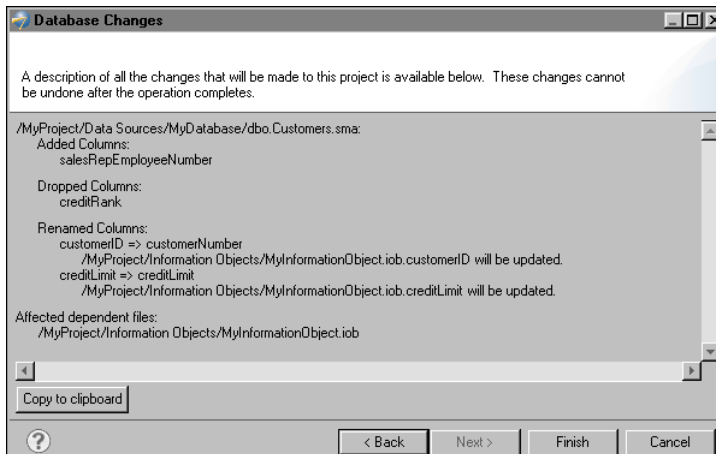 Database Changes
A description of all the changes that will be made to this project is available below. These changes cannot
be undone after the operation completes.
/MyProject/Data Sources/MyDatabase/dbo.Customers.sma:
Added Columns:
salesRepEmployeeNumber
Dropped Columns:
creditRank
Renamed Columns:
customerID => customerNumber
/MyProject/Information Objects/MyInformationObject.iob.customerID will be updated.
creditLimit => creditLimit
/MyProject/Information Objects/MyInformationObject.iob.creditLimit will be updated.
Affected dependent files:
/MyProject/Information Objects/MyInformationObject.iob
Copy to clipboard
? < Back Next > Finish Cancel